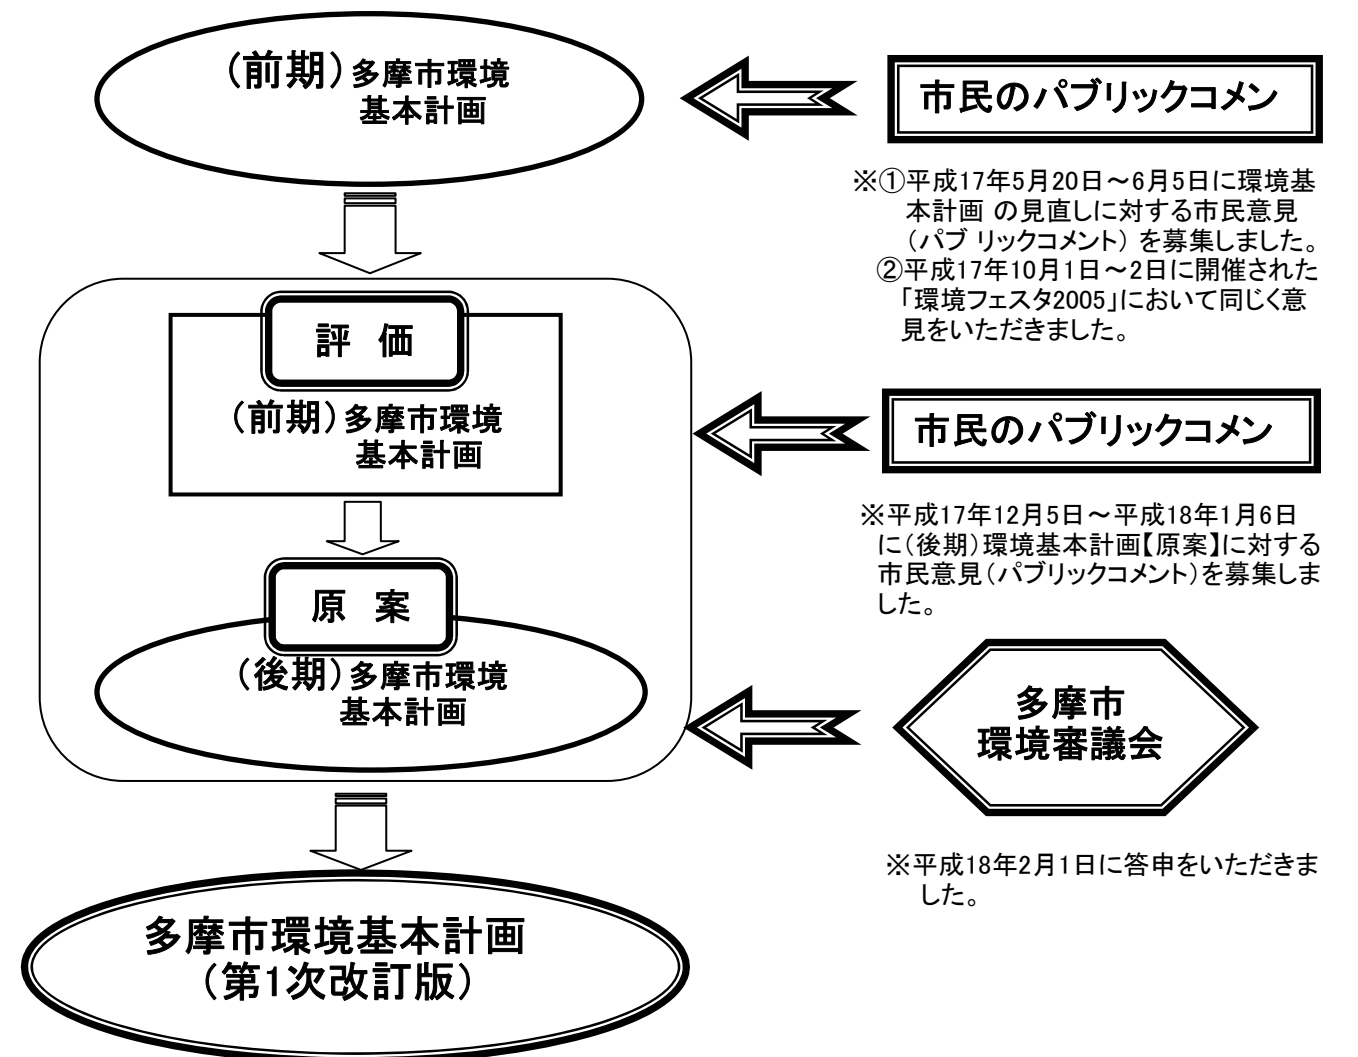 （前期）多摩市環境
基本計画
市民のパブリックコメン
※①平成17年5月20日～6月5日に環境基
本計画 の見直しに対する市民意見
（パブ リックコメント） を募集しました。
②平成17年10月1日～2日に開催された
「環境フェスタ2005」において同じく意
見をいただきました。
評 価
（前期）多摩市環境
基本計画
市民のパブリックコメン
※平成17年12月5日～平成18年1月6日
に（後期）環境基本計画【原案】に対する
市民意見（パブリックコメント）を募集しま
した。
原 案
（後期）多摩市環境
基本計画
多摩市
環境審議会
※平成18年2月1日に答申をいただきま
した。
多摩市環境基本計画
（第1次改訂版）